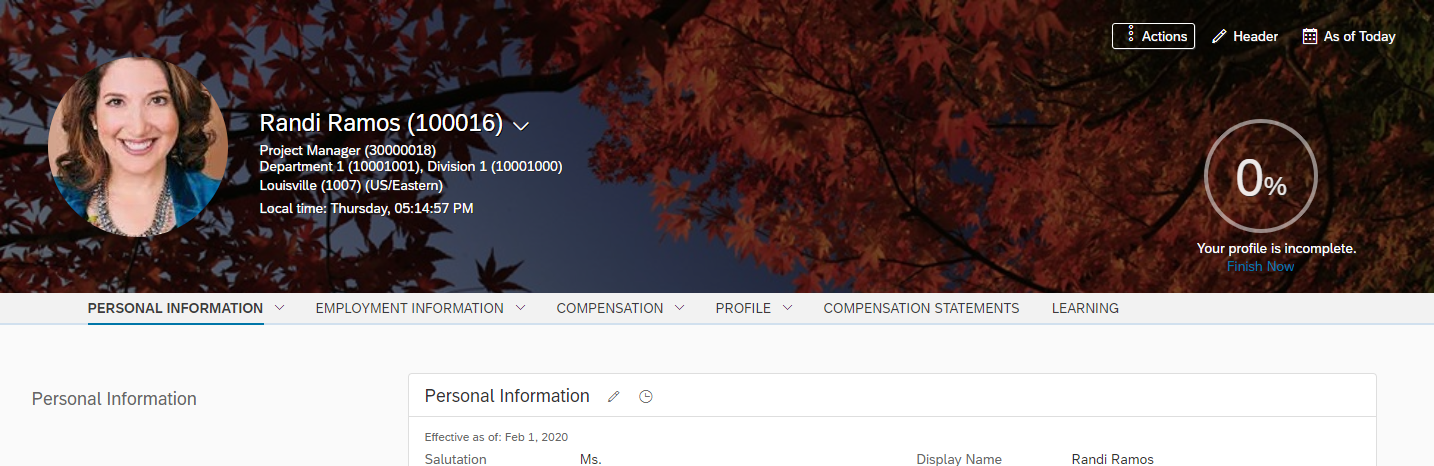 Actions Header As of Today
Randi Ramos (100016)
Project Manager (30000018)
Department 1 (10001001), Division 1 (10001000)
Louisville (1007) (US/Eastern)
Local time: Thursday, 05:14:57 PM
0%
Your profile is incomplete.
Finish Now
PERSONAL INFORMATION EMPLOYMENT INFORMATION COMPENSATION PROFILE COMPENSATION STATEMENTS LEARNING
Personal Information
Personal Information
Effective as of: Feb 1, 2020
Salutation Ms. Display Name Randi Ramos